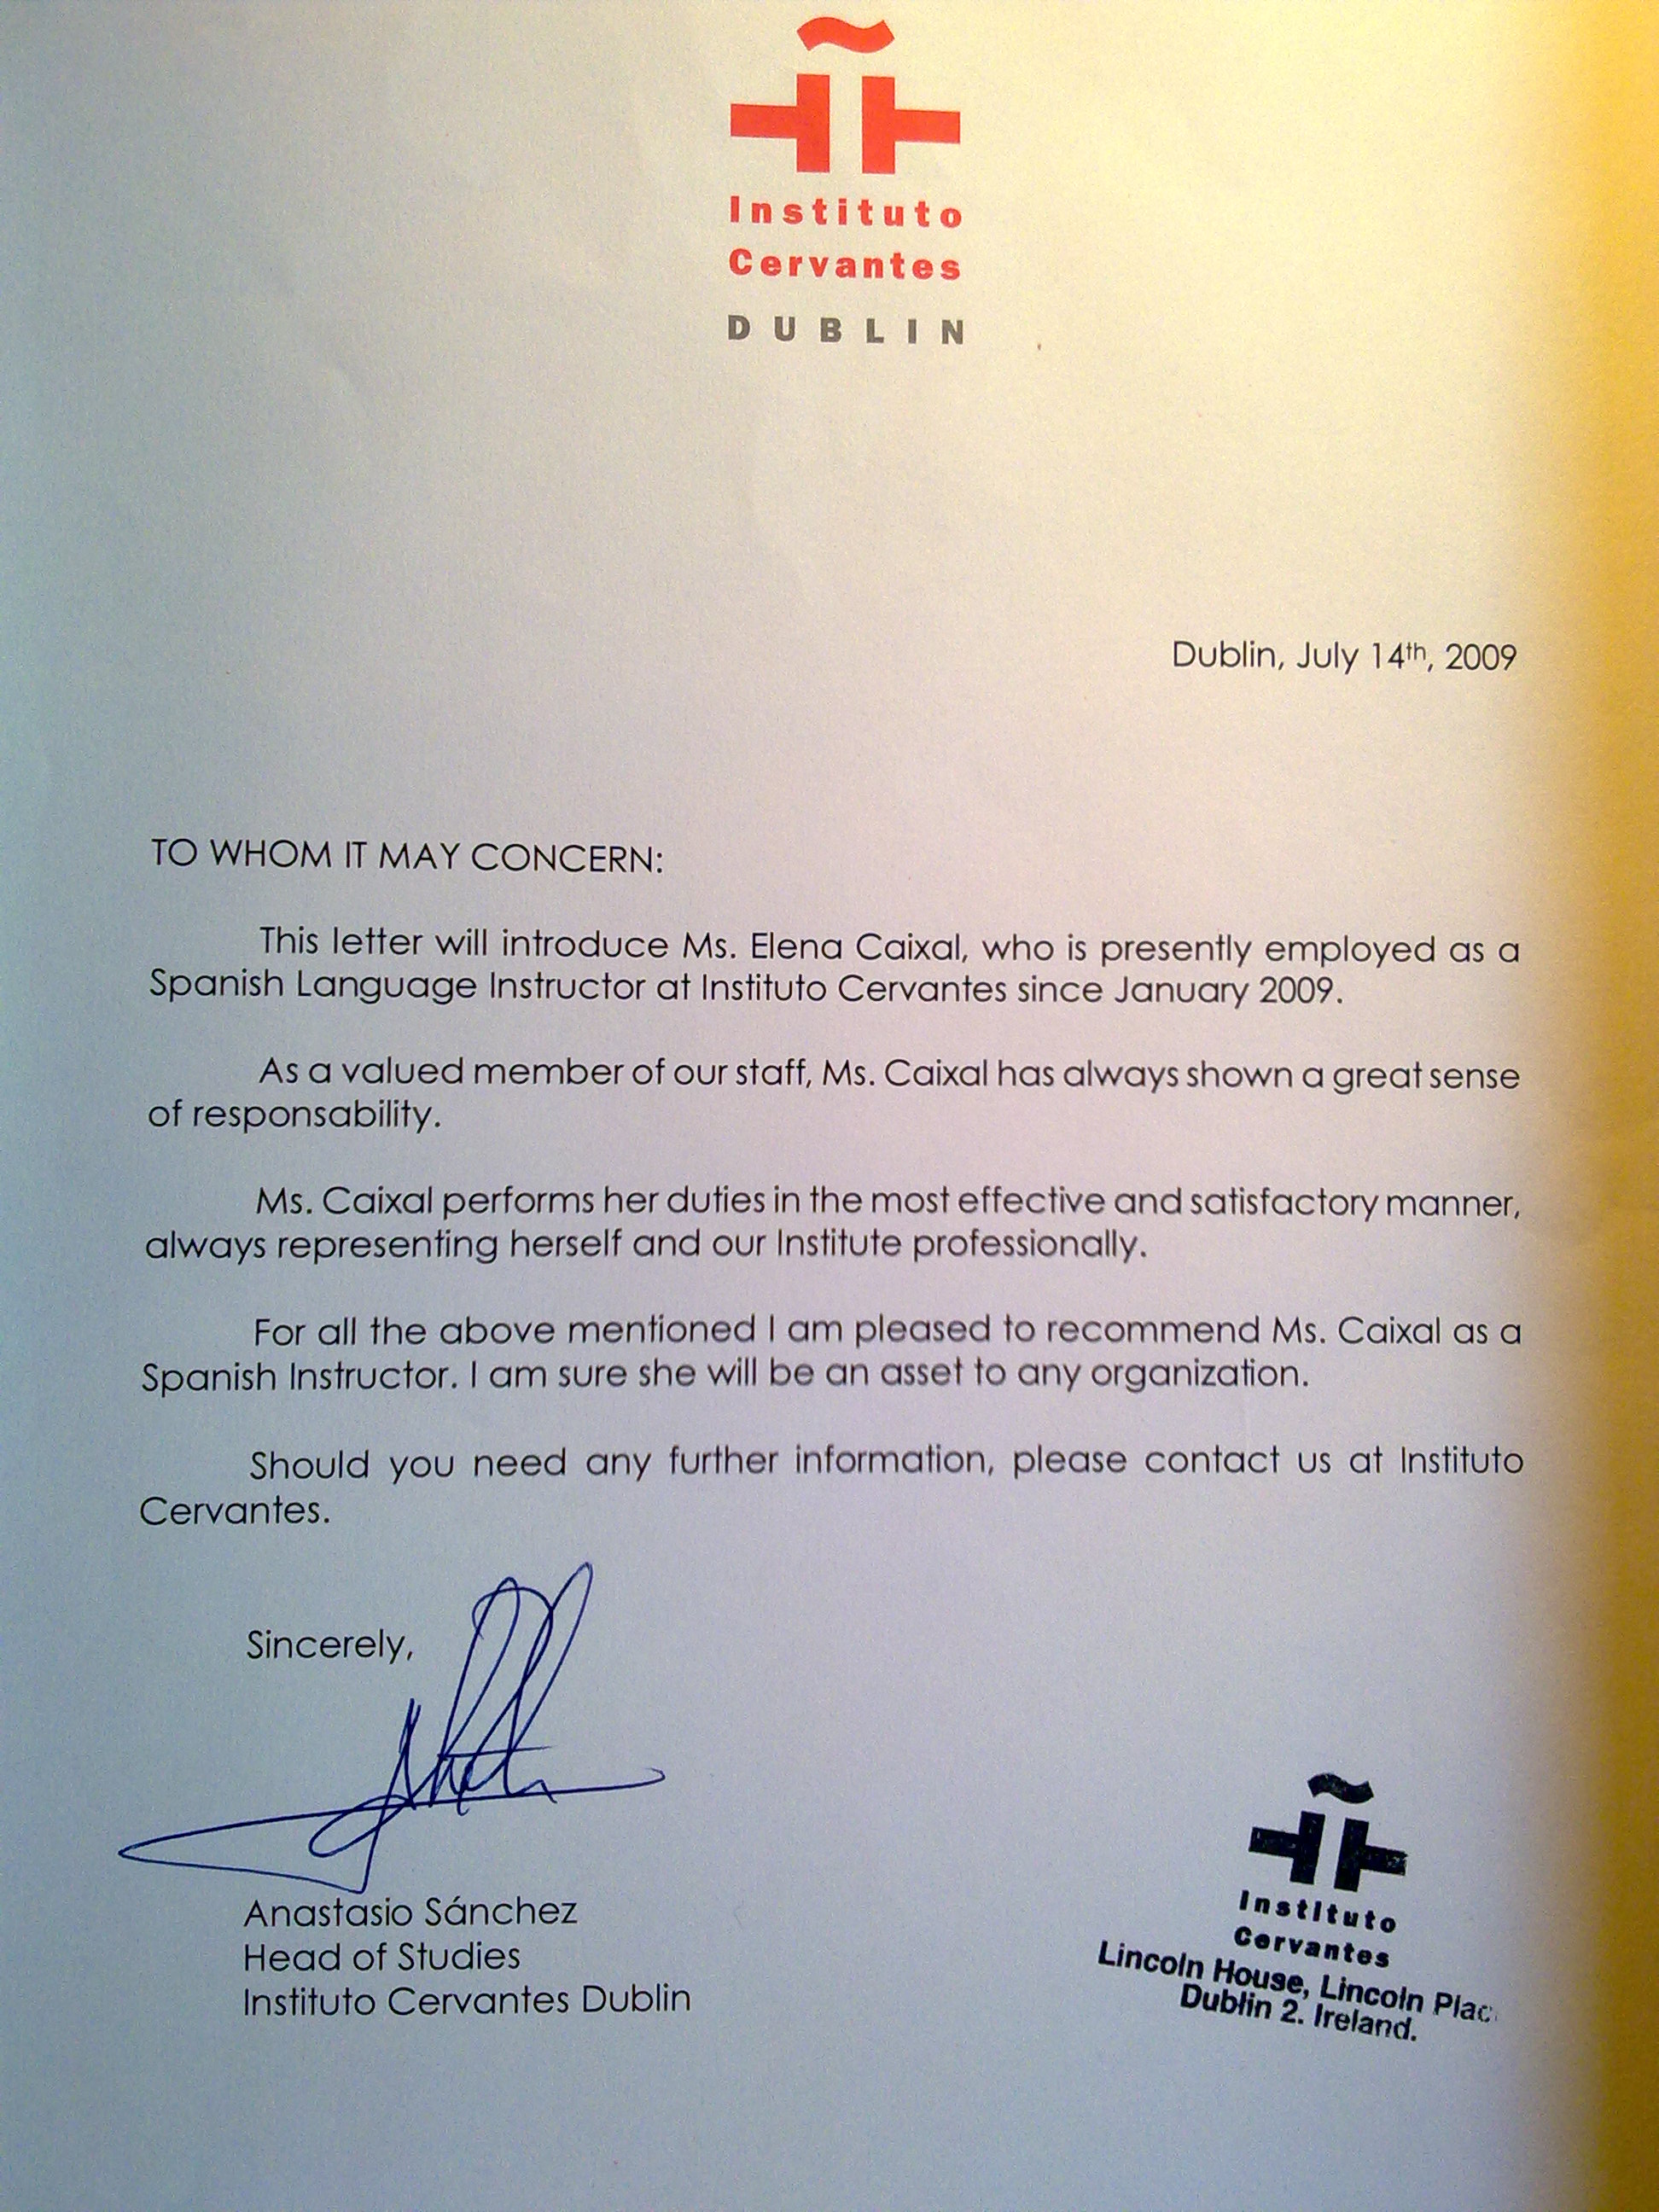 Instituto
Cervantes
DUBLIN
Dublin, July 14th, 2009
TO WHOM IT MAY CONCERN:
This letter will introduce Ms. Elena Caixal, who is presently employed as a
Spanish Language Instructor at Instituto Cervantes since January 2009.
As a valued member of our staff, Ms. Caixal has always shown a great sense
of responsability.
Ms. Caixal performs her duties in the most effective and satisfactory manner,
always representing herself and our Institute professionally.
For all the above mentioned I am pleased to recommend Ms. Caixal as a
Spanish Instructor. I am sure she will be an asset to any organization.
Should you need any further information, please contact us at Instituto
Cervantes.
Sincerely,
Anastasio Sánchez
Head of Studies
Instituto Cervantes Dublin
Instituto
Cervantes
Lincoln House, Lincoln Plac
Dublin 2. Ireland.